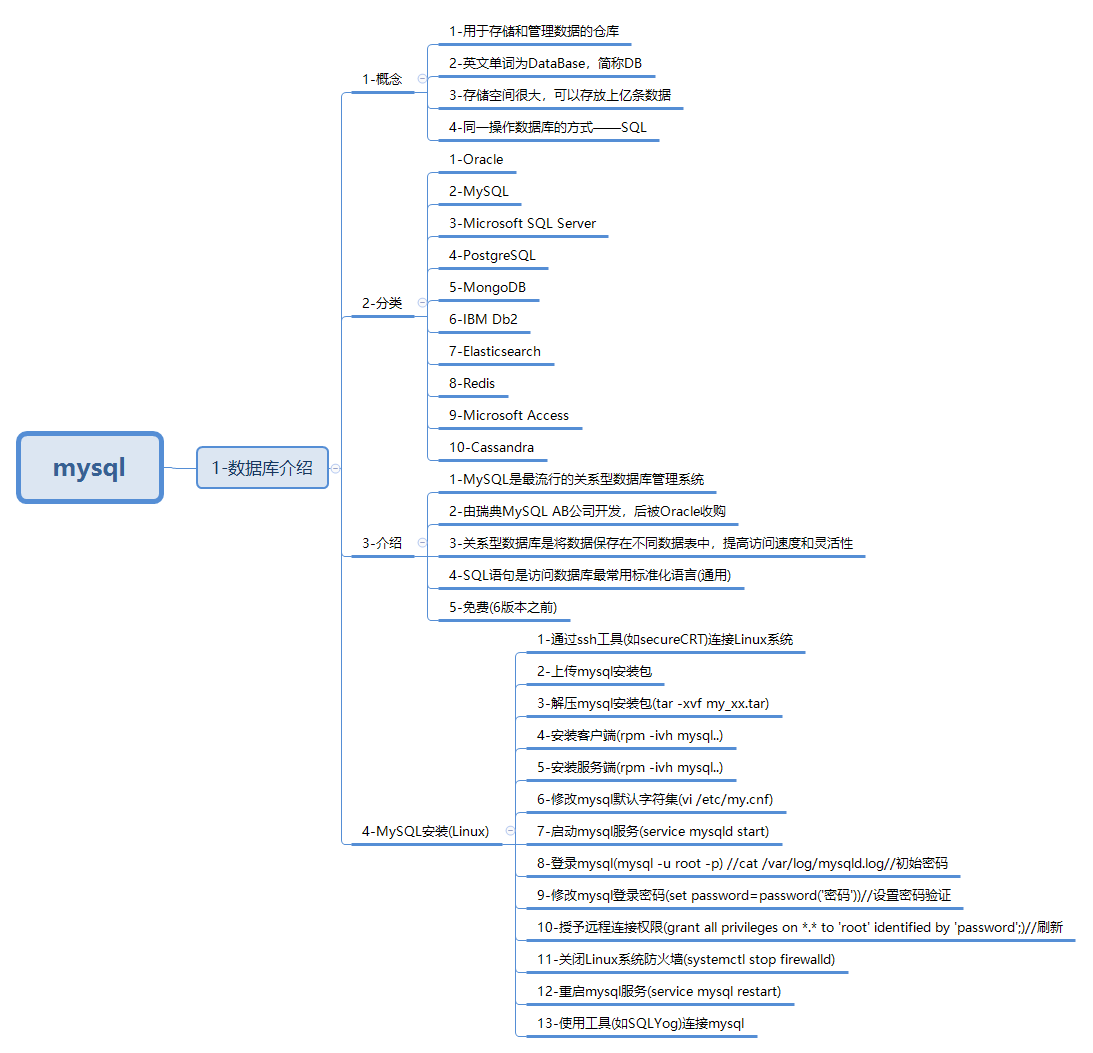 mysql
1-数据库介绍
1-概念
1-用于存储和管理数据的仓库
2-英文单词为DataBase，简称DB
3-存储空间很大，可以存放上亿条数据
4-同一操作数据库的方式——SQL
2-分类
1-Oracle
2-MySQL
3-Microsoft SQL Server
4-PostgreSQL
5-MongoDB
6-IBM Db2
7-Elasticsearch
8-Redis
9-Microsoft Access
10-Cassandra
3-介绍
1-MySQL是最流行的关系型数据库管理系统
2-由瑞典MySQL AB公司开发，后被Oracle收购
3-关系型数据库是将数据保存在不同数据表中，提高访问速度和灵活性
4-SQL语句是访问数据库最常用标准化语言(通用)
5-免费(6版本之前)
4-MySQL安装(Linux)
1-通过ssh工具(如secureCRT)连接Linux系统
2-上传mysql安装包
3-解压mysql安装包(tar -xvf my_xx.tar)
4-安装客户端(rpm -ivh mysql..)
5-安装服务端(rpm -ivh mysql..)
6-修改mysql默认字符集(vi /etc/my.cnf)
7-启动mysql服务(service mysqld start)
8-登录mysql(mysql -u root -p) //cat /var/log/mysqld.log//初始密码
9-修改mysql登录密码(set password=password('密码'))//设置密码验证
10-授予远程连接权限(grant all privileges on *.* to 'root' identified by 'password';)//刷新
11-关闭Linux系统防火墙(systemctl stop firewalld)
12-重启mysql服务(service mysql restart)
13-使用工具(如SQLYog)连接mysql